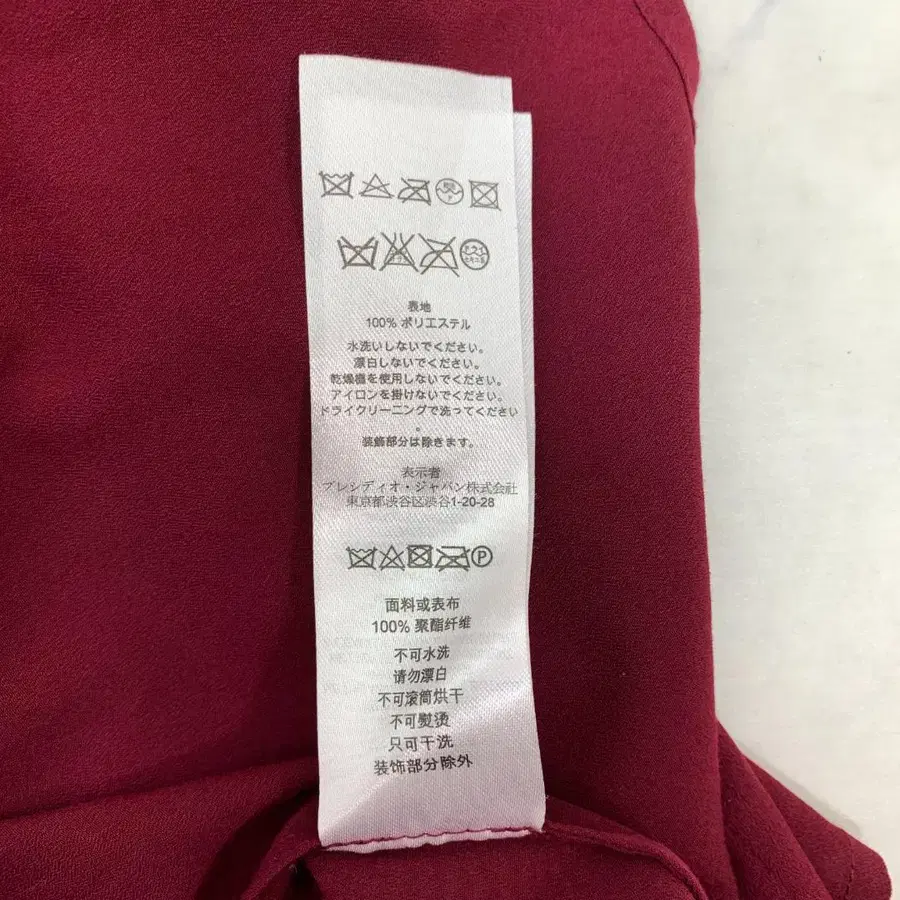 表地
100% ポリエステル
水洗いしないでください。
漂白しないでください。
乾燥機を使用しないでください。
アイロンを掛けないでください。
ドライクリーニングで洗ってください
。
装飾部分は除きます。
表示者
プレシディオ・ジャパン株式会社
東京都渋谷区渋谷1-20-28
P
面料或表布
100% 聚酯纤维
不可水洗
请勿漂白
不可滚筒烘干
不可熨烫
只可干洗
装饰部分除外